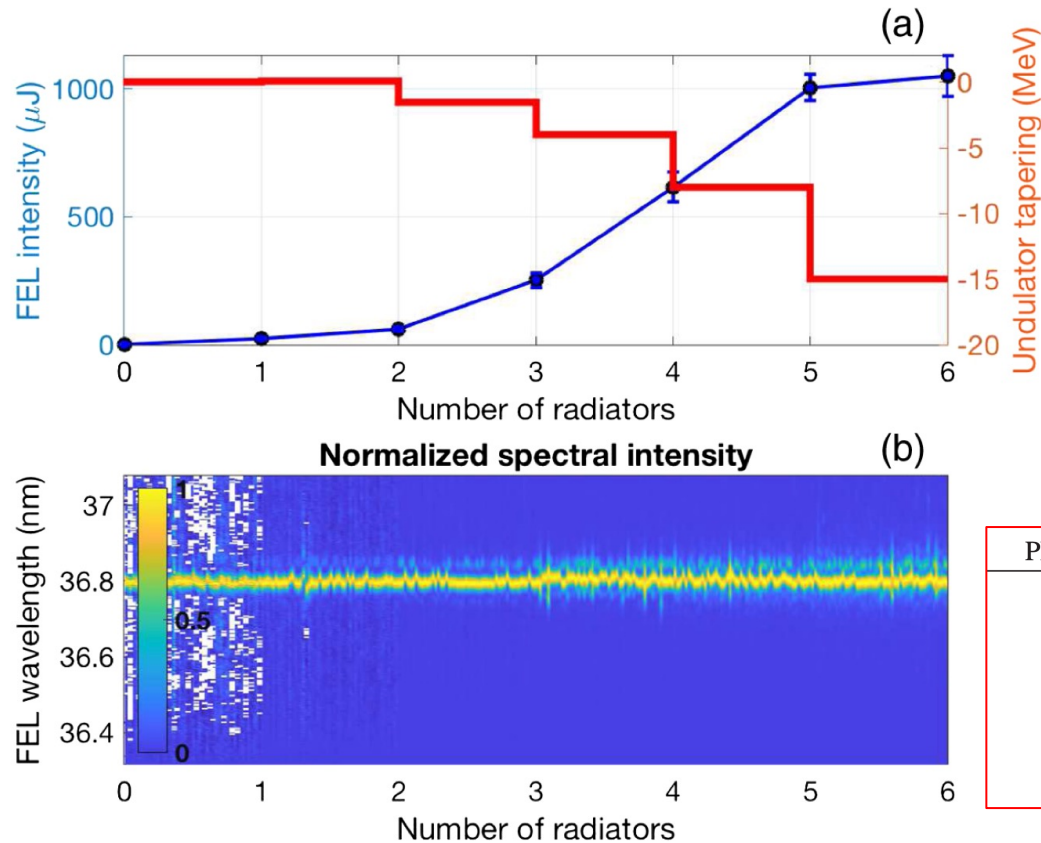 (a)
FEL intensity (μJ)
1000
500
0
0
-5
-10
-15
-20
Undulator tapering (MeV)
0 1 2 3 4 5 6
Number of radiators
Normalized spectral intensity
(b)
FEL wavelength (nm)
37
36.8
36.6
36.4
1
0.5
0
0 1 2 3 4 5 6
Number of radiators
P